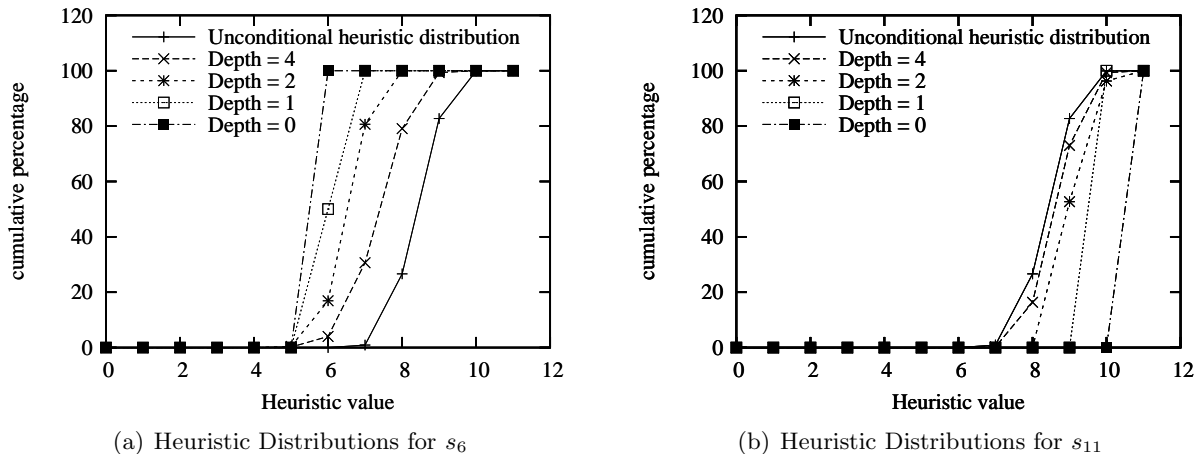 120
100
80
60
40
20
0
cumulative percentage
Unconditional heuristic distribution
Depth = 4
Depth = 2
Depth = 1
Depth = 0
0 2 4 6 8 10 12
Heuristic value
(a) Heuristic Distributions for s6
120
100
80
60
40
20
0
cumulative percentage
Unconditional heuristic distribution
Depth = 4
Depth = 2
Depth = 1
Depth = 0
0 2 4 6 8 10 12
Heuristic value
(b) Heuristic Distributions for s11